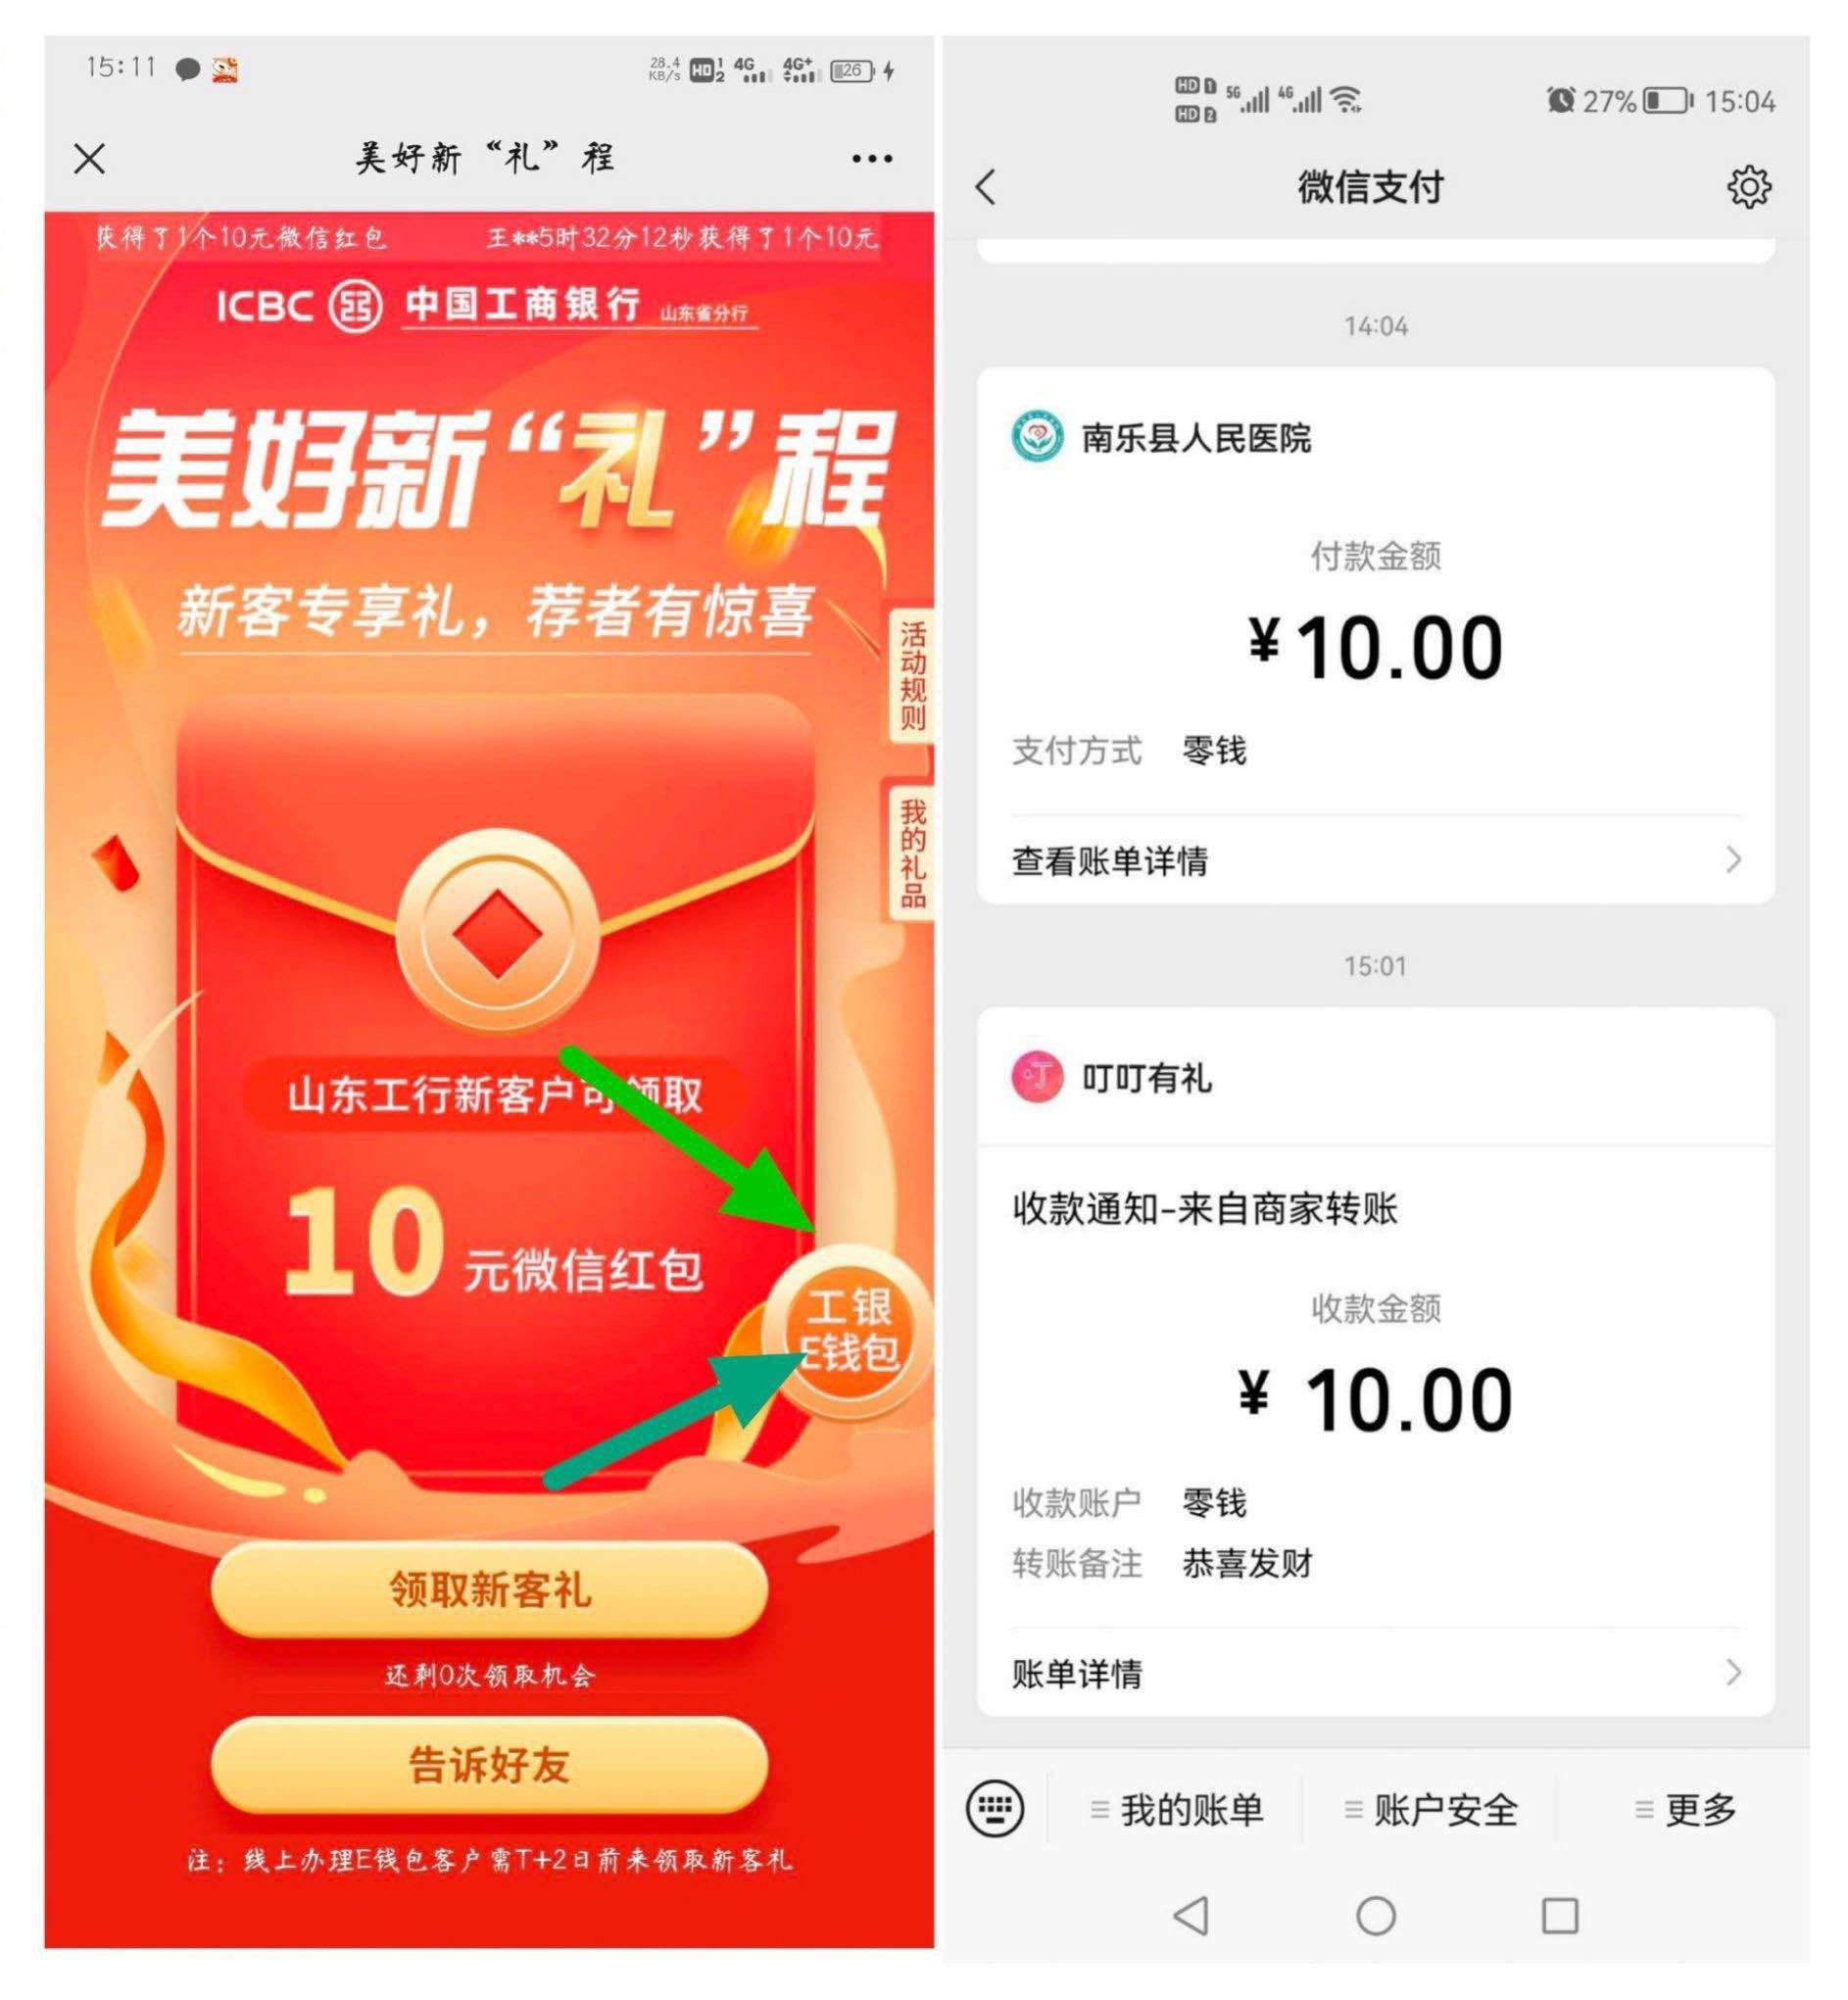 15:11
28.4 KB/s HD 1 2 4G 4G+ 26
美好新“礼”程
获得了1个10元微信红包 王**5时32分12秒获得了1个10元
ICBC 中国工商银行 山东省分行
美好新“礼”程
新客专享礼，荐者有惊喜
活动规则
我的礼品
山东工行新客户可领取
10元微信红包
工银
E钱包
领取新客礼
还剩0次领取机会
告诉好友
注：线上办理E钱包客户需T+2日前来领取新客礼
HD 1 HD 2 5G 4G 27% 15:04
微信支付
14:04
南乐县人民医院
付款金额
¥10.00
支付方式 零钱
查看账单详情
15:01
叮叮有礼
收款通知-来自商家转账
收款金额
¥ 10.00
收款账户 零钱
转账备注 恭喜发财
账单详情
我的账单 账户安全 更多